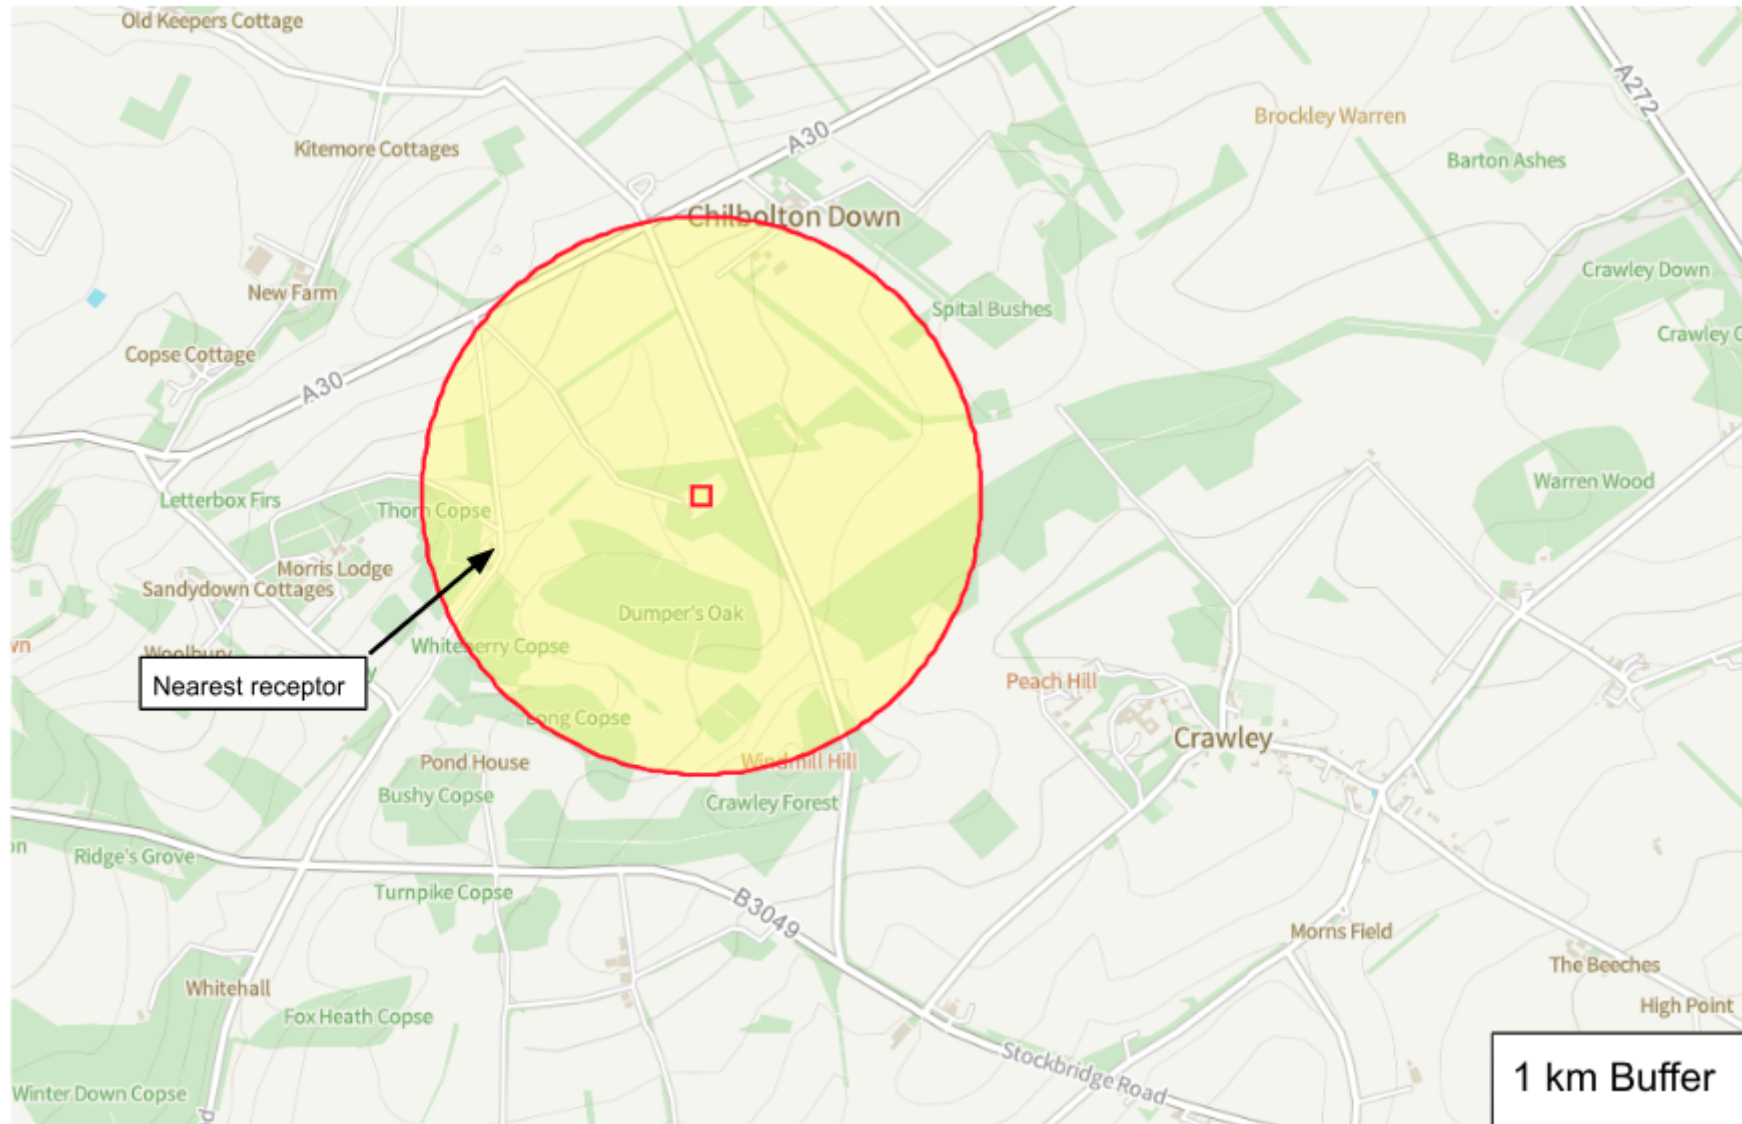 Old Keepers Cottage
A272
Brockley Warren
A30
Kitemore Cottages
Barton Ashes
Chilbolton Down
Crawley Down
New Farm
Spital Bushes
Copse Cottage
A30
Warren Wood
Letterbox Firs
Thorn Copse
Morris Lodge
Sandydown Cottages
Dumper's Oak
Whiteberry Copse
Nearest receptor
Peach Hill
Long Copse
Crawley
Pond House
Windmill Hill
Bushy Copse
Crawley Forest
Ridge's Grove
Turnpike Copse
B3049
Morns Field
The Beeches
Whitehall
High Point
Fox Heath Copse
Stockbridge Road
1 km Buffer
Winter Down Copse